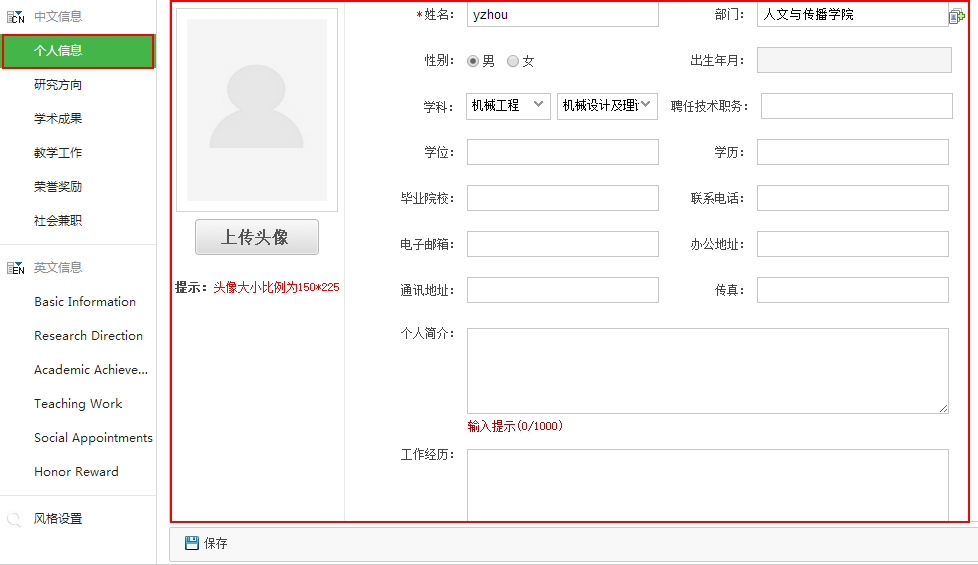 CN 中文信息
个人信息
研究方向
学术成果
教学工作
荣誉奖励
社会兼职
EN 英文信息
Basic Information
Research Direction
Academic Achieve...
Teaching Work
Social Appointments
Honor Reward
风格设置
上传头像
提示：头像大小比例为150*225
*姓名： yzhou 部门： 人文与传播学院
性别： 男 女 出生年月：
学科： 机械工程 机械设计及理 聘任技术职务：
学位： 学历：
毕业院校： 联系电话：
电子邮箱： 办公地址：
通讯地址： 传真：
个人简介：
输入提示(0/1000)
工作经历：
保存